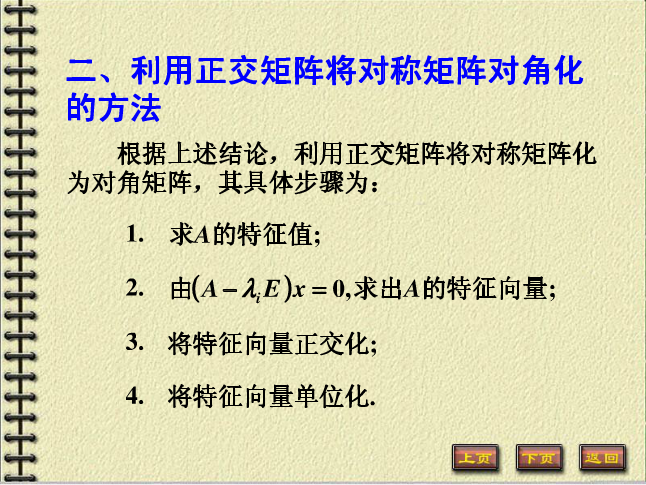 二、利用正交矩阵将对称矩阵对角化
的方法
根据上述结论，利用正交矩阵将对称矩阵化
为对角矩阵，其具体步骤为：
1. 求A的特征值;
2. 由(A − λᵢE)x = 0,求出A的特征向量;
3. 将特征向量正交化;
4. 将特征向量单位化.
上页 下页 返回